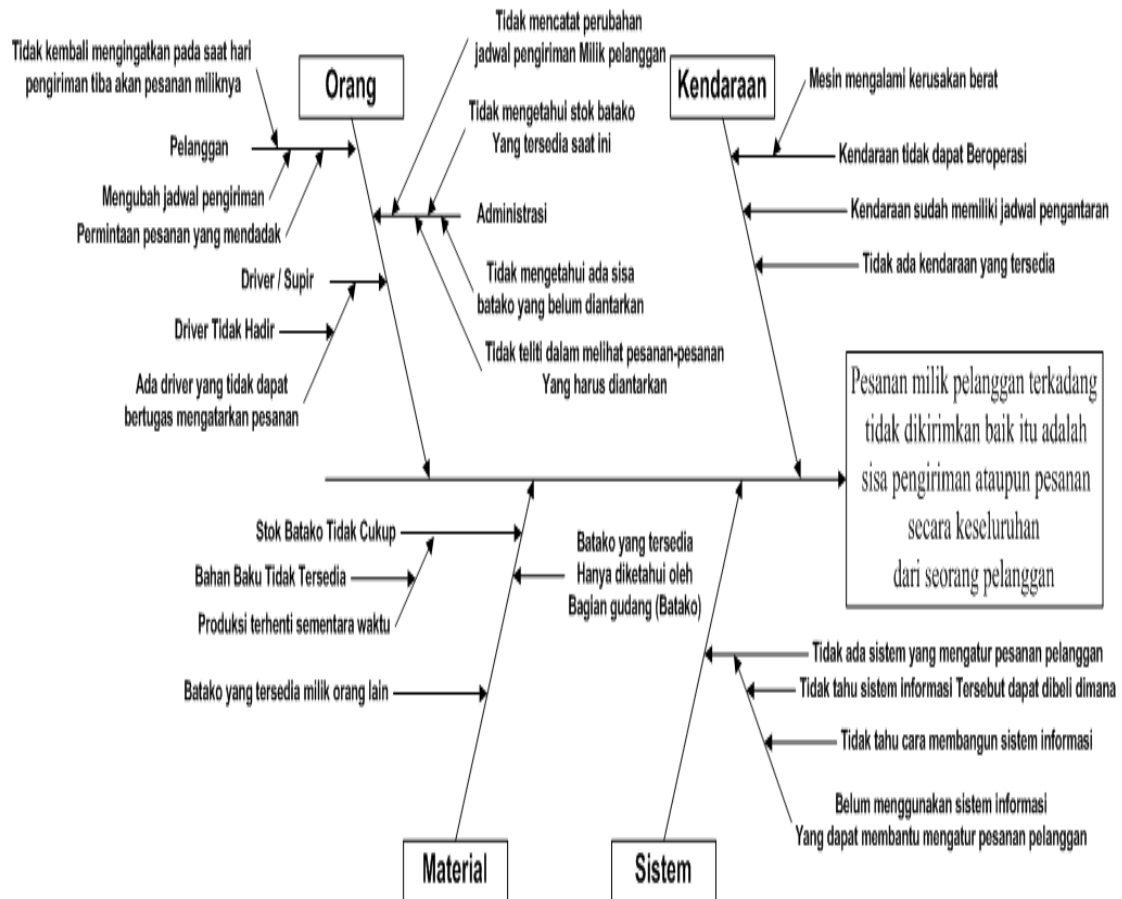 Tidak mencatat perubahan
jadwal pengiriman Milik pelanggan
Tidak kembali mengingatkan pada saat hari
pengiriman tiba akan pesanan miliknya
Orang
Kendaraan
Mesin mengalami kerusakan berat
Tidak mengetahui stok batako
Yang tersedia saat ini
Pelanggan
Kendaraan tidak dapat Beroperasi
Mengubah jadwal pengiriman
Permintaan pesanan yang mendadak
Administrasi
Kendaraan sudah memiliki jadwal pengantaran
Tidak ada kendaraan yang tersedia
Driver / Supir
Tidak mengetahui ada sisa
batako yang belum diantarkan
Driver Tidak Hadir
Tidak teliti dalam melihat pesanan-pesanan
Yang harus diantarkan
Ada driver yang tidak dapat
bertugas mengatarkan pesanan
Pesanan milik pelanggan terkadang
tidak dikirimkan baik itu adalah
sisa pengiriman ataupun pesanan
secara keseluruhan
dari seorang pelanggan
Stok Batako Tidak Cukup
Batako yang tersedia
Hanya diketahui oleh
Bagian gudang (Batako)
Bahan Baku Tidak Tersedia
Produksi terhenti sementara waktu
Batako yang tersedia milik orang lain
Tidak ada sistem yang mengatur pesanan pelanggan
Tidak tahu sistem informasi Tersebut dapat dibeli dimana
Tidak tahu cara membangun sistem informasi
Belum menggunakan sistem informasi
Yang dapat membantu mengatur pesanan pelanggan
Material
Sistem